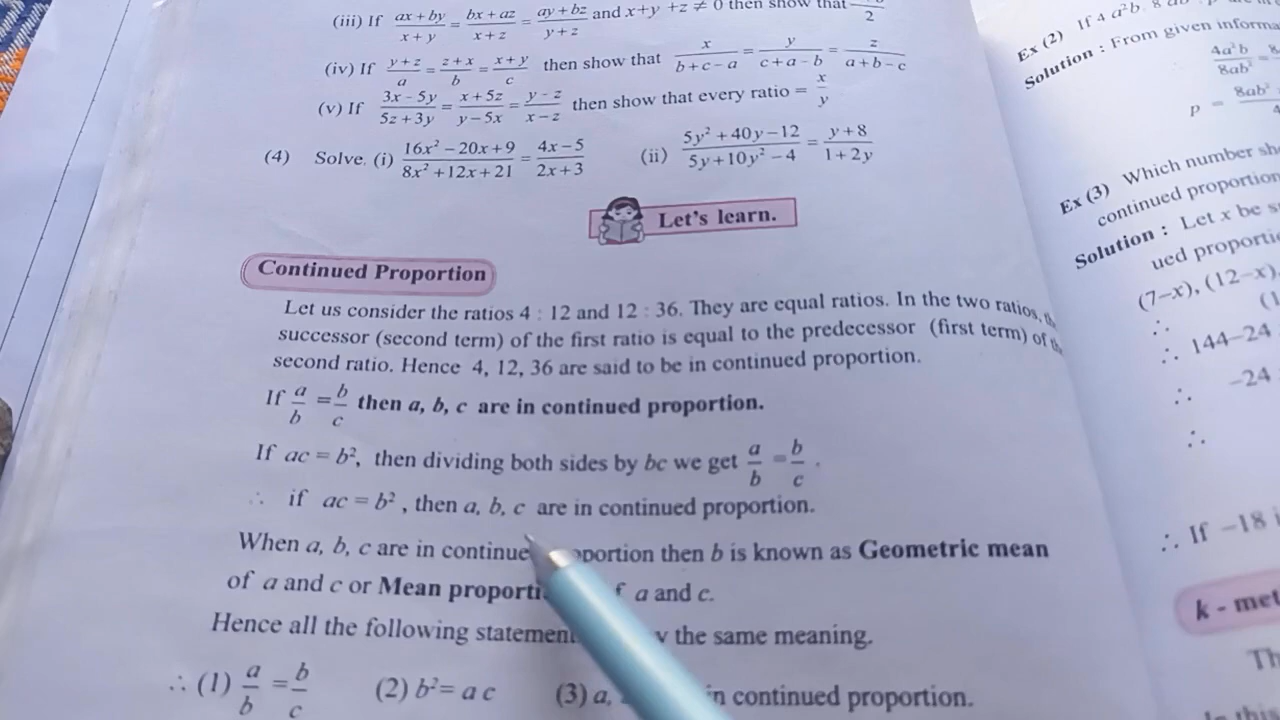 (iii) If ax + by / x + y = bx + az / x + z = ay + bz / y + z and x+y +z ≠ 0 then show that 2
(iv) If y + z / a = z + x / b = x + y / c then show that x / b + c – a = y / c + a – b = z / a + b – c
(v) If 3x – 5y / 5z + 3y = x + 5z / y – 5x = y – z / x – z then show that every ratio = x / y
(4) Solve. (i) 16x² – 20x + 9 / 8x² + 12x + 21 = 4x – 5 / 2x + 3 (ii) 5y² + 40y – 12 / 5y + 10y² – 4 = y + 8 / 1 + 2y
Let's learn.
Continued Proportion
Let us consider the ratios 4 : 12 and 12 : 36. They are equal ratios. In the two ratios,
successor (second term) of the first ratio is equal to the predecessor (first term) of
second ratio. Hence 4, 12, 36 are said to be in continued proportion.
If a / b = b / c then a, b, c are in continued proportion.
If ac = b², then dividing both sides by bc we get a / b = b / c .
∴ if ac = b² , then a, b, c are in continued proportion.
When a, b, c are in then b is known as Geometric mean
of a and c or Mean a and c.
Hence all the following the same meaning.
∴ (1) a / b = b / c (2) b² = a c (3) a, in continued proportion.
Ex (2) If 4 a²b
Solution : From given
4a²b / 8ab² =
p = 8ab²
Ex (3) Which number
continued proportion
Solution : Let x be
ued
(7–x), (12–x),
∴
∴ 144–24
∴ –24
∴
∴ If –18
k -